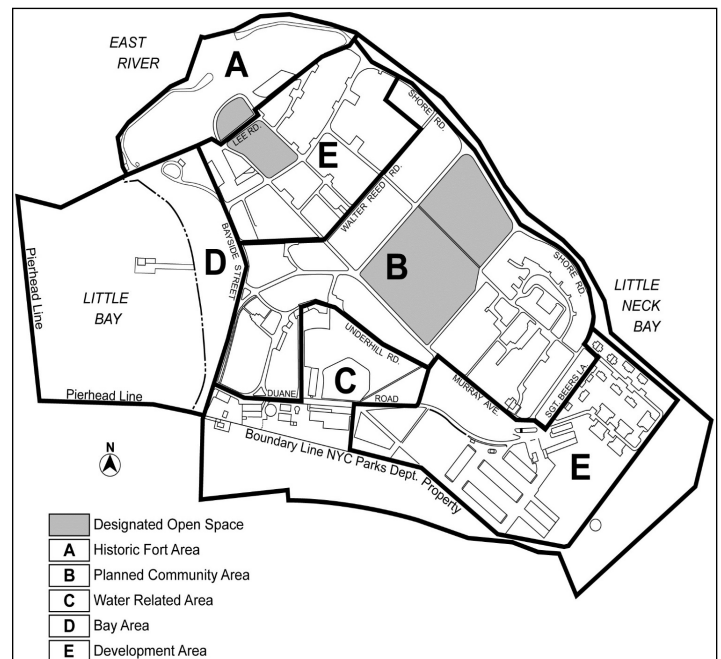 EAST
RIVER
A
LEE RD.
E
SHORE
RD.
WALTER REED
RD.
B
D
BAYSIDE
STREET
Pierhead Line
LITTLE
BAY
Pierhead Line
SHORE RD.
LITTLE
NECK
BAY
UNDERHILL RD.
C
DUANE
ROAD
MURRAY AVE.
SGT. BEERS LA.
E
Boundary Line NYC Parks Dept. Property
N
Designated Open Space
A Historic Fort Area
B Planned Community Area
C Water Related Area
D Bay Area
E Development Area